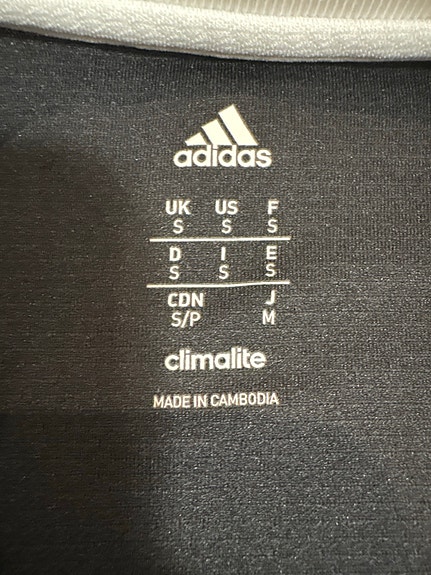 adidas
UK US F
S S S
D I E
S S S
CDN J
S/P M
climalite
MADE IN CAMBODIA